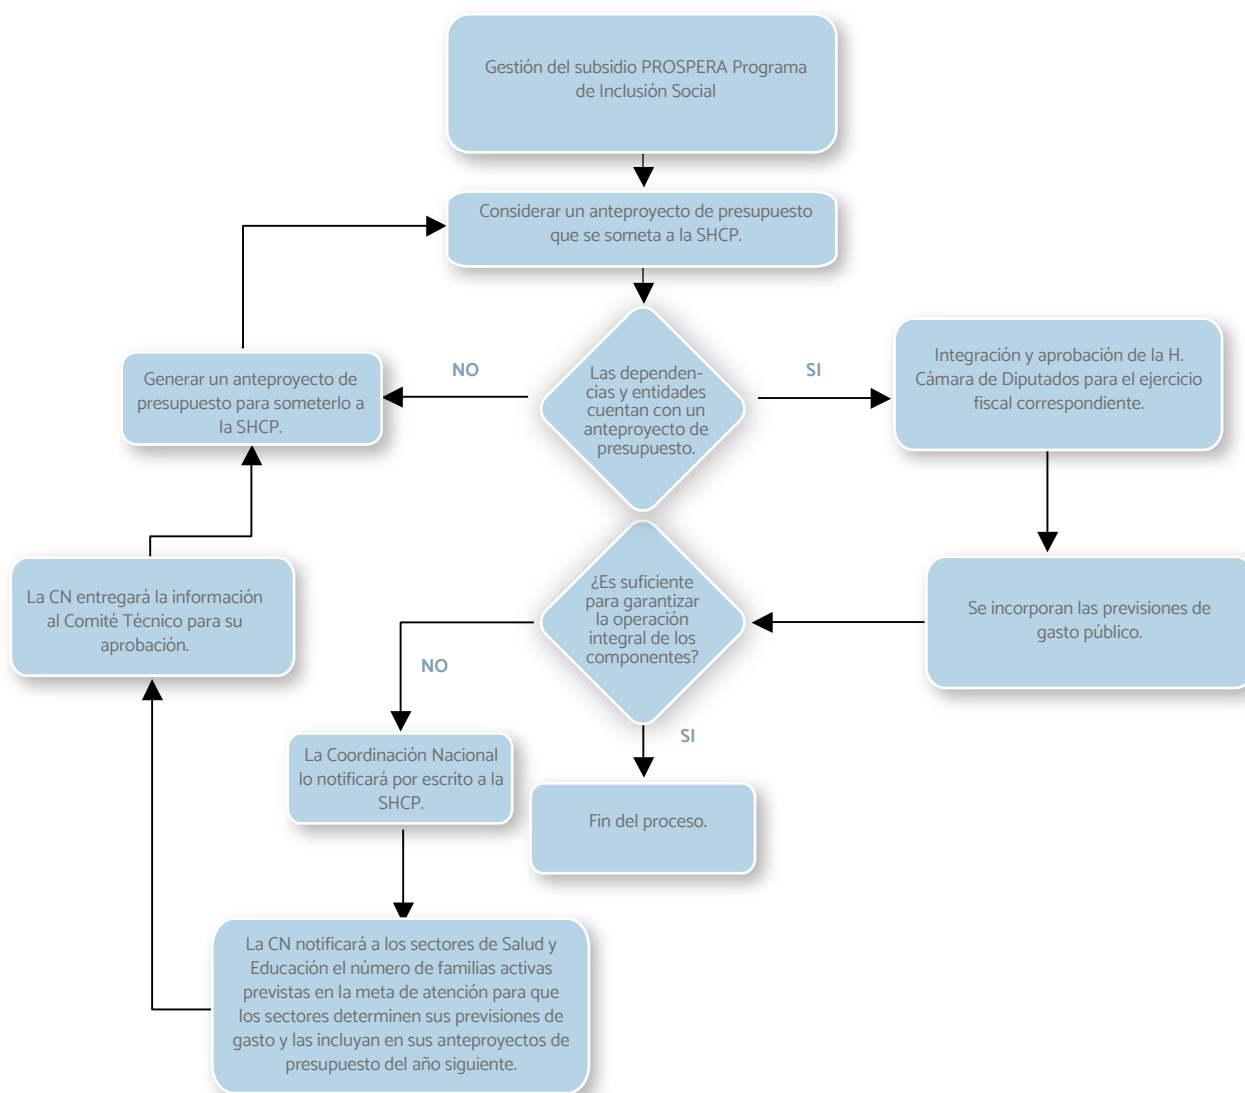 Gestión del subsidio PROSPERA Programa
de Inclusión Social
Considerar un anteproyecto de presupuesto
que se someta a la SHCP.
NO
SI
Las dependen-
cias y entidades
cuentan con un
anteproyecto de
presupuesto.
Generar un anteproyecto de
presupuesto para someterlo a
la SHCP.
Integración y aprobación de la H.
Cámara de Diputados para el ejercicio
fiscal correspondiente.
¿Es suficiente
para garantizar
la operación
integral de los
componentes?
Se incorporan las previsiones de
gasto público.
La CN entregará la información
al Comité Técnico para su
aprobación.
NO
SI
La Coordinación Nacional
lo notificará por escrito a la
SHCP.
Fin del proceso.
La CN notificará a los sectores de Salud y
Educación el número de familias activas
previstas en la meta de atención para que
los sectores determinen sus previsiones de
gasto y las incluyan en sus anteproyectos de
presupuesto del año siguiente.